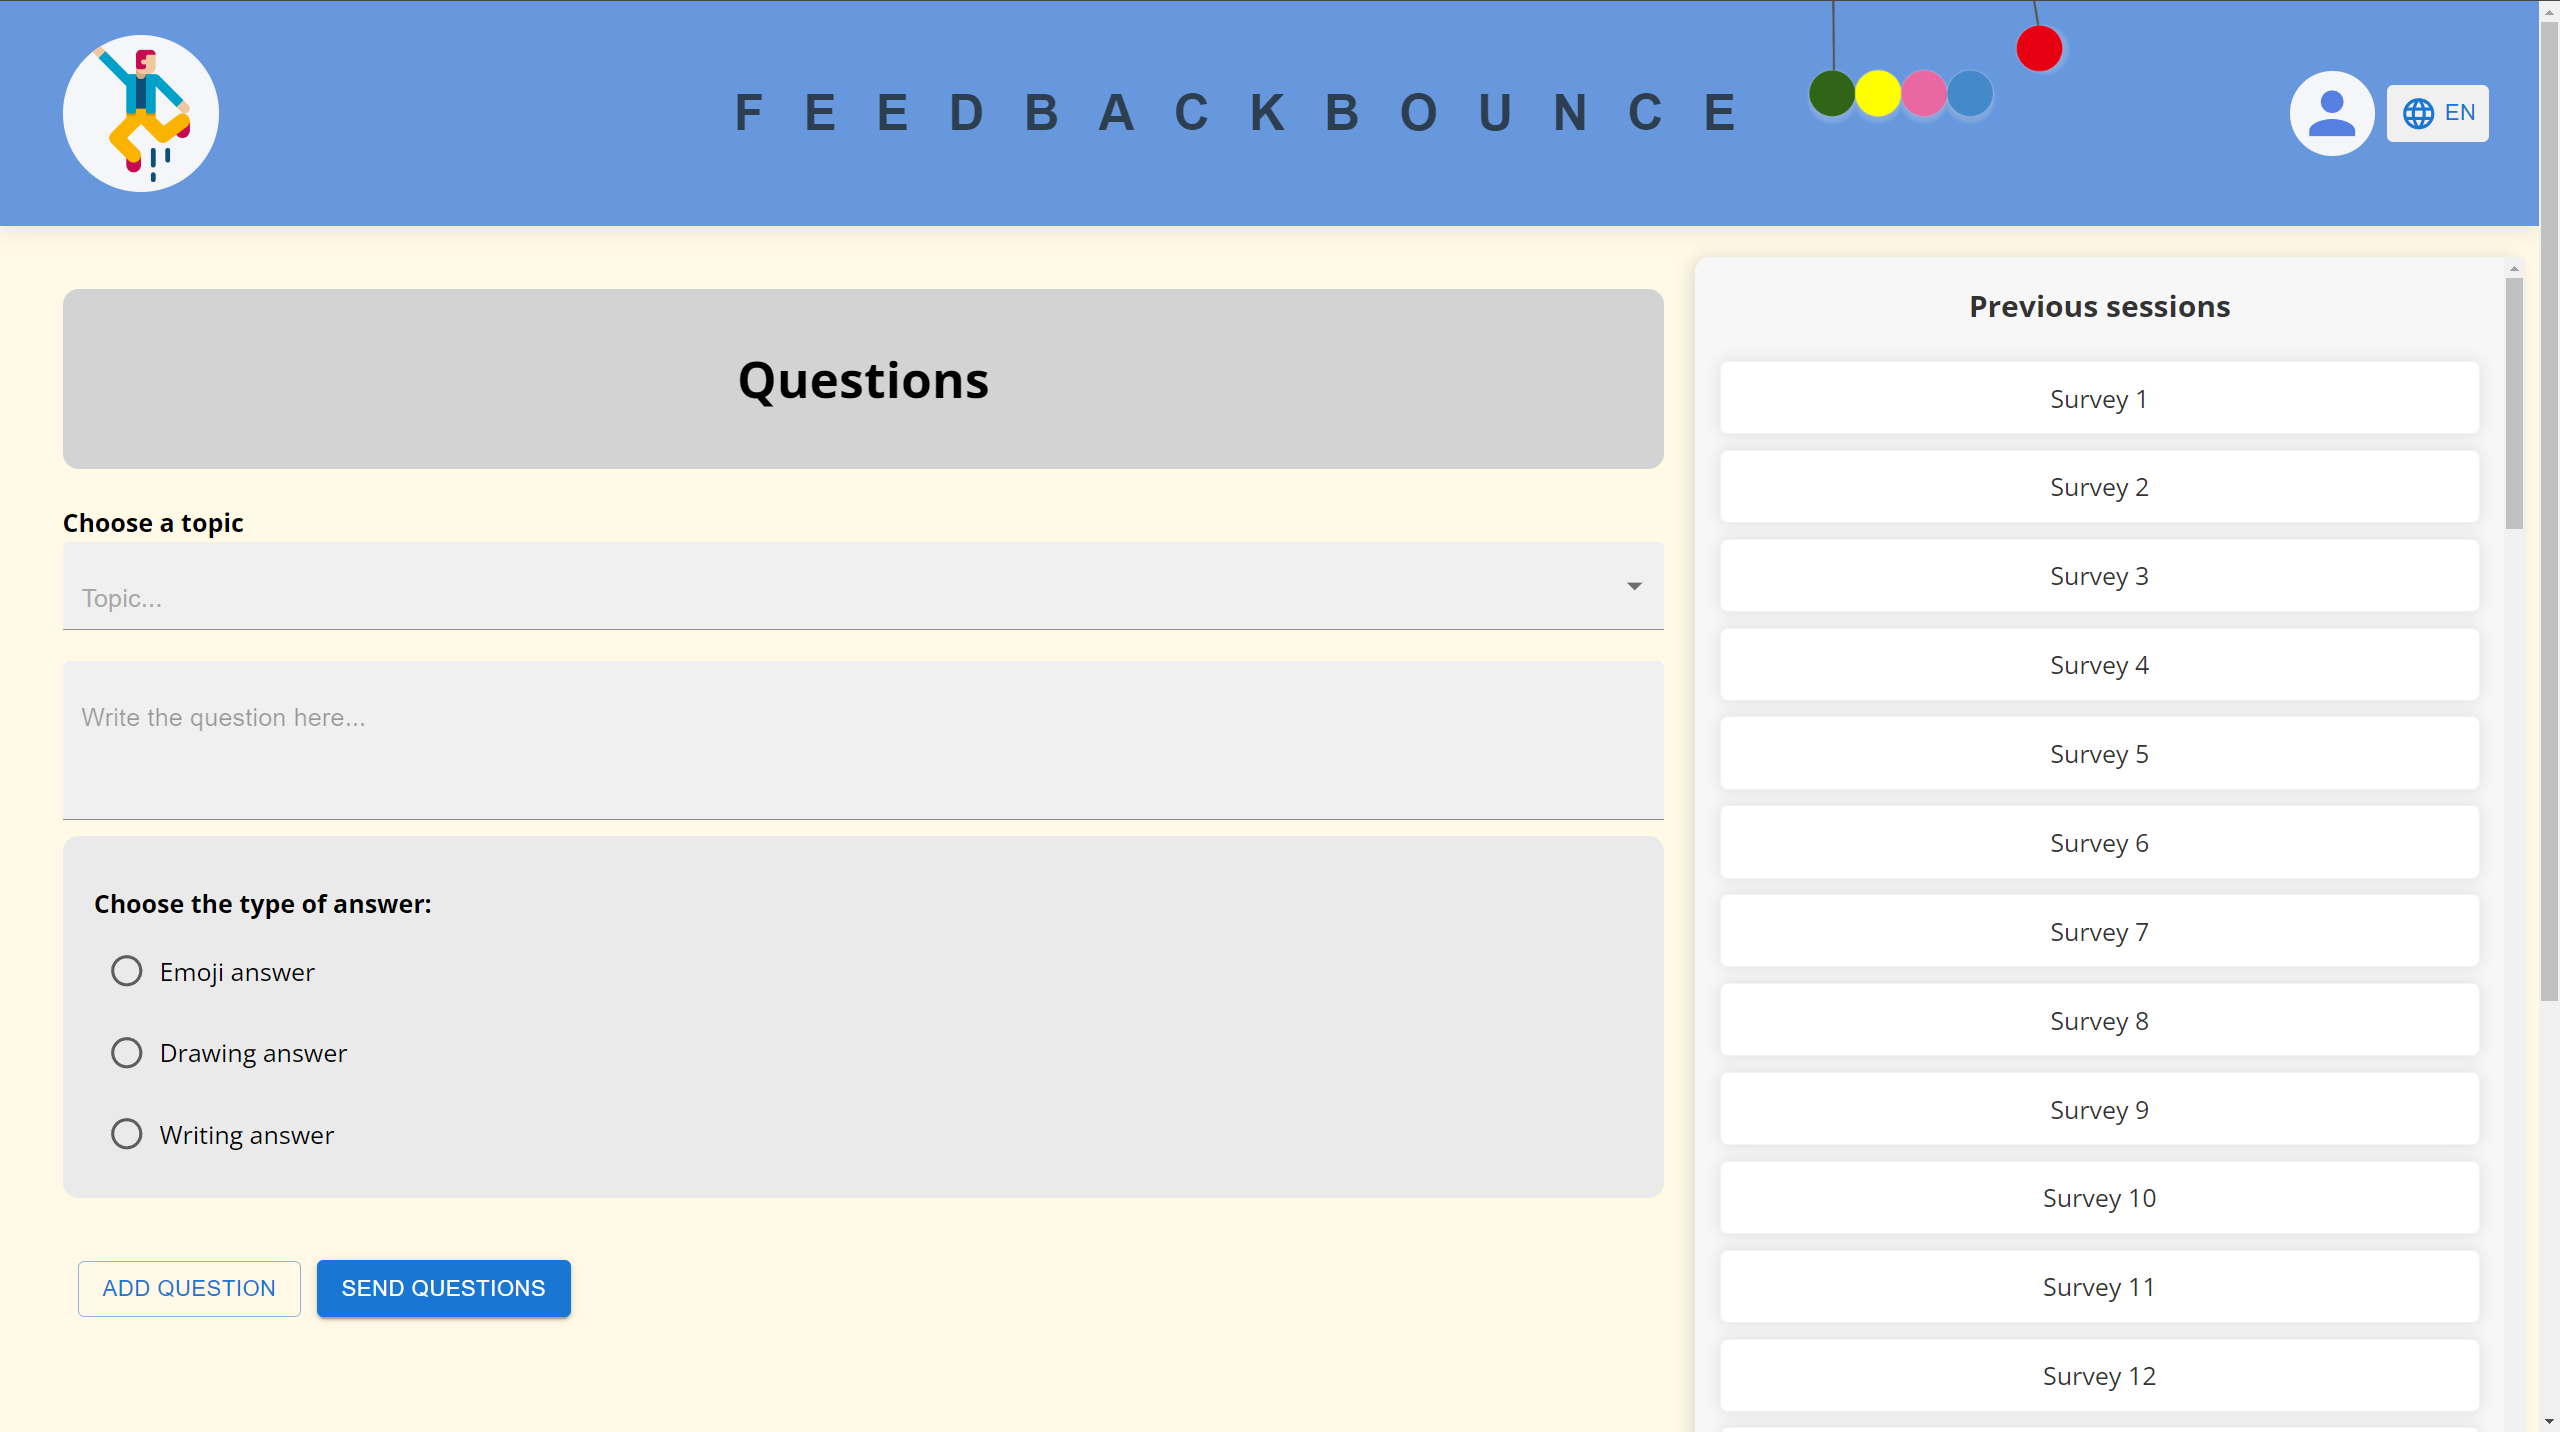 FEEDBACKBOUNCE
EN
Questions
Choose a topic
Topic...
Write the question here...
Choose the type of answer:
Emoji answer
Drawing answer
Writing answer
ADD QUESTION
SEND QUESTIONS
Previous sessions
Survey 1
Survey 2
Survey 3
Survey 4
Survey 5
Survey 6
Survey 7
Survey 8
Survey 9
Survey 10
Survey 11
Survey 12